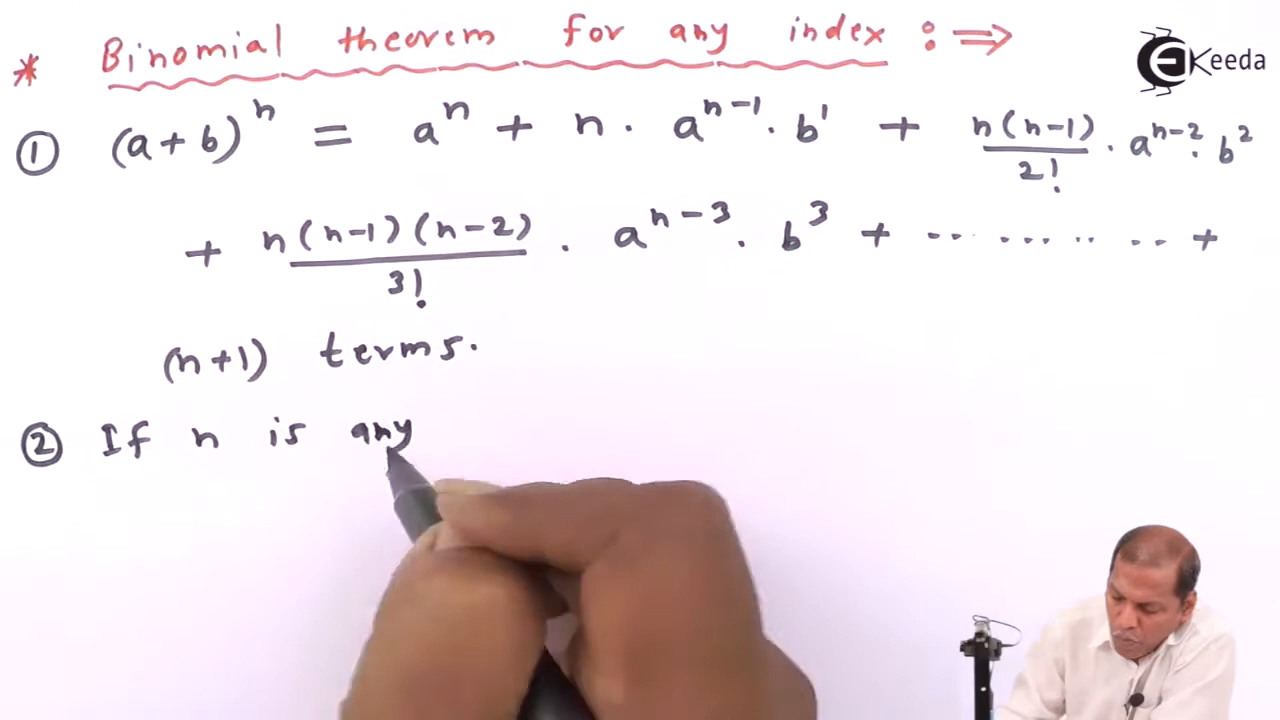 * Binomial theorem for any index : ⇒
EKeeda
① (a + b)^n = a^n + n . a^(n-1) . b^1 + n(n-1)/2! . a^(n-2) . b^2
+ n(n-1)(n-2)/3! . a^(n-3) . b^3 + ............ +
(n+1) terms.
② If n is any